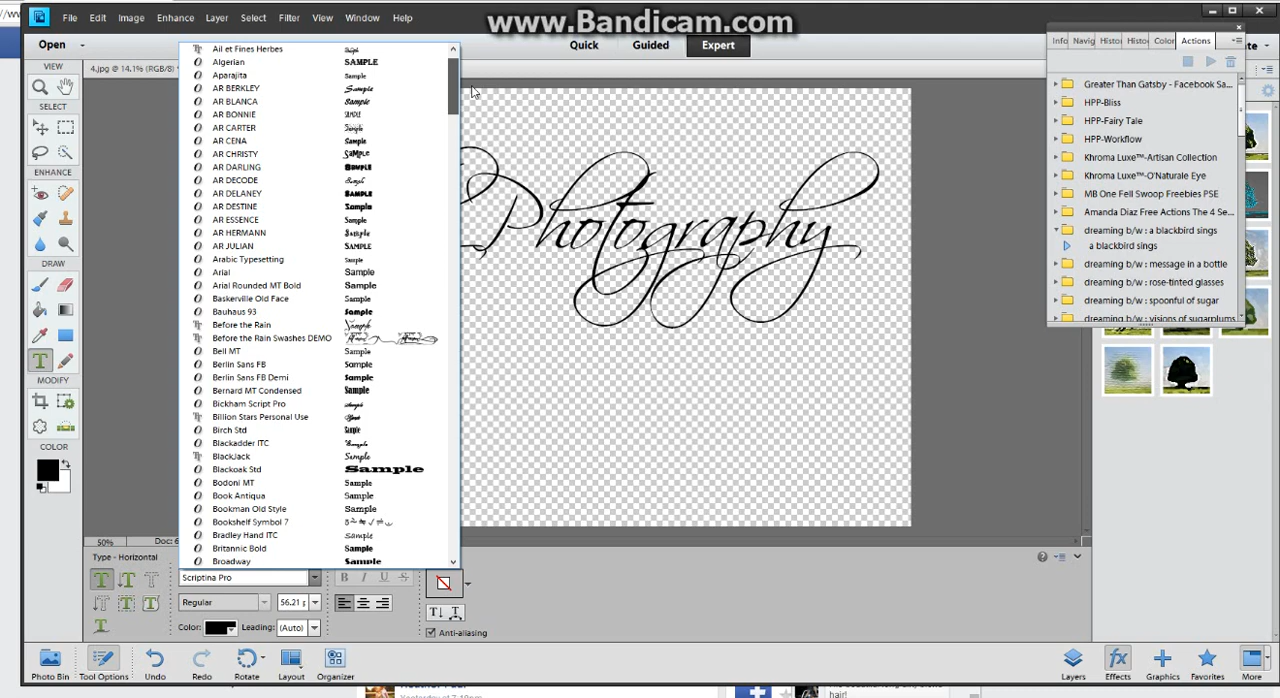 www.Bandicam.com
File Edit Image Enhance Layer Select Filter View Window Help
Open
Quick Guided Expert
4.jpg @ 14.1% (RGB/8)
Info Navig Histo Histo Color Actions
VIEW
SELECT
ENHANCE
DRAW
MODIFY
COLOR
Ail et Fines Herbes
Algerian SAMPLE
Aparajita Sample
AR BERKLEY Sample
AR BLANCA Sample
AR BONNIE
AR CARTER Sample
AR CENA Sample
AR CHRISTY SAMPLE
AR DARLING SAMPLE
AR DECODE Sample
AR DELANEY SAMPLE
AR DESTINE Sample
AR ESSENCE Sample
AR HERMANN Sample
AR JULIAN SAMPLE
Arabic Typesetting Sample
Arial Sample
Arial Rounded MT Bold Sample
Baskerville Old Face Sample
Bauhaus 93 Sample
Before the Rain Sample
Before the Rain Swashes DEMO
Bell MT Sample
Berlin Sans FB Sample
Berlin Sans FB Demi Sample
Bernard MT Condensed Sample
Bickham Script Pro Sample
Billion Stars Personal Use
Birch Std Sample
Blackadder ITC Sample
BlackJack Sample
Blackoak Std Sample
Bodoni MT Sample
Book Antiqua Sample
Bookman Old Style Sample
Bookshelf Symbol 7
Bradley Hand ITC Sample
Britannic Bold Sample
Broadway Sample
Photography
Greater Than Gatsby - Facebook Sa...
HPP-Bliss
HPP-Fairy Tale
HPP-Workflow
Khroma Luxe™-Artisan Collection
Khroma Luxe™-O'Naturale Eye
MB One Fell Swoop Freebies PSE
Amanda Diaz Free Actions The 4 Se...
dreaming b/w : a blackbird sings
a blackbird sings
dreaming b/w : message in a bottle
dreaming b/w : rose-tinted glasses
dreaming b/w : spoonful of sugar
dreaming b/w : visions of sugarplums
50% Doc: 6
Type - Horizontal
Scriptina Pro B I U S
Regular 56.21 p
Color: Leading: (Auto) Anti-aliasing
Photo Bin Tool Options Undo Redo Rotate Layout Organizer Layers Effects Graphics Favorites More
hair!